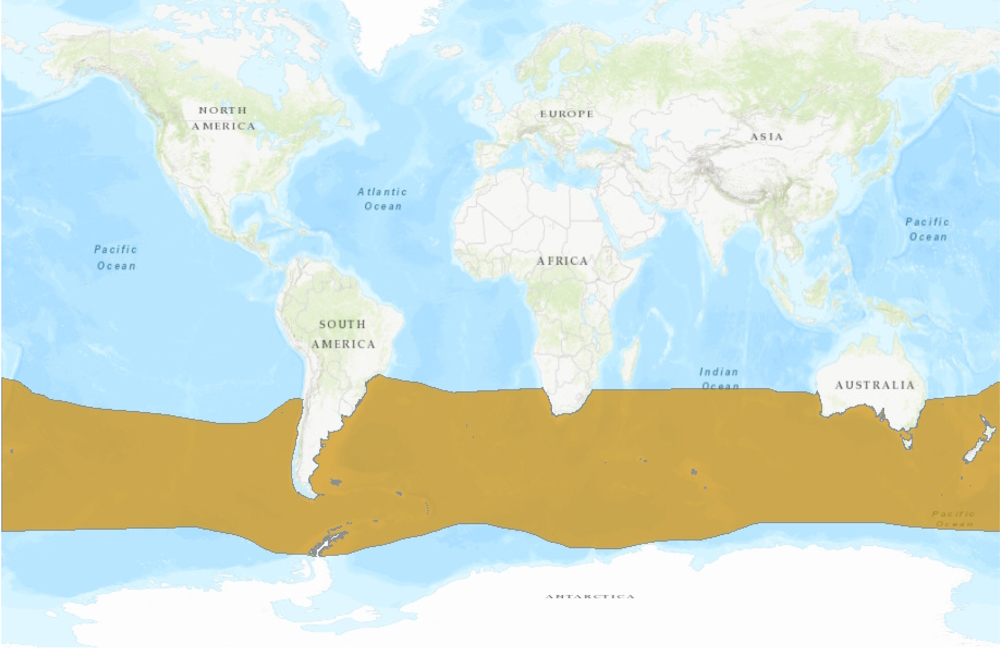 NORTH
AMERICA
EUROPE
ASIA
Atlantic
Ocean
Pacific
Ocean
Pacific
Ocean
AFRICA
SOUTH
AMERICA
Indian
Ocean
AUSTRALIA
Pacific
Ocean
ANTARCTICA